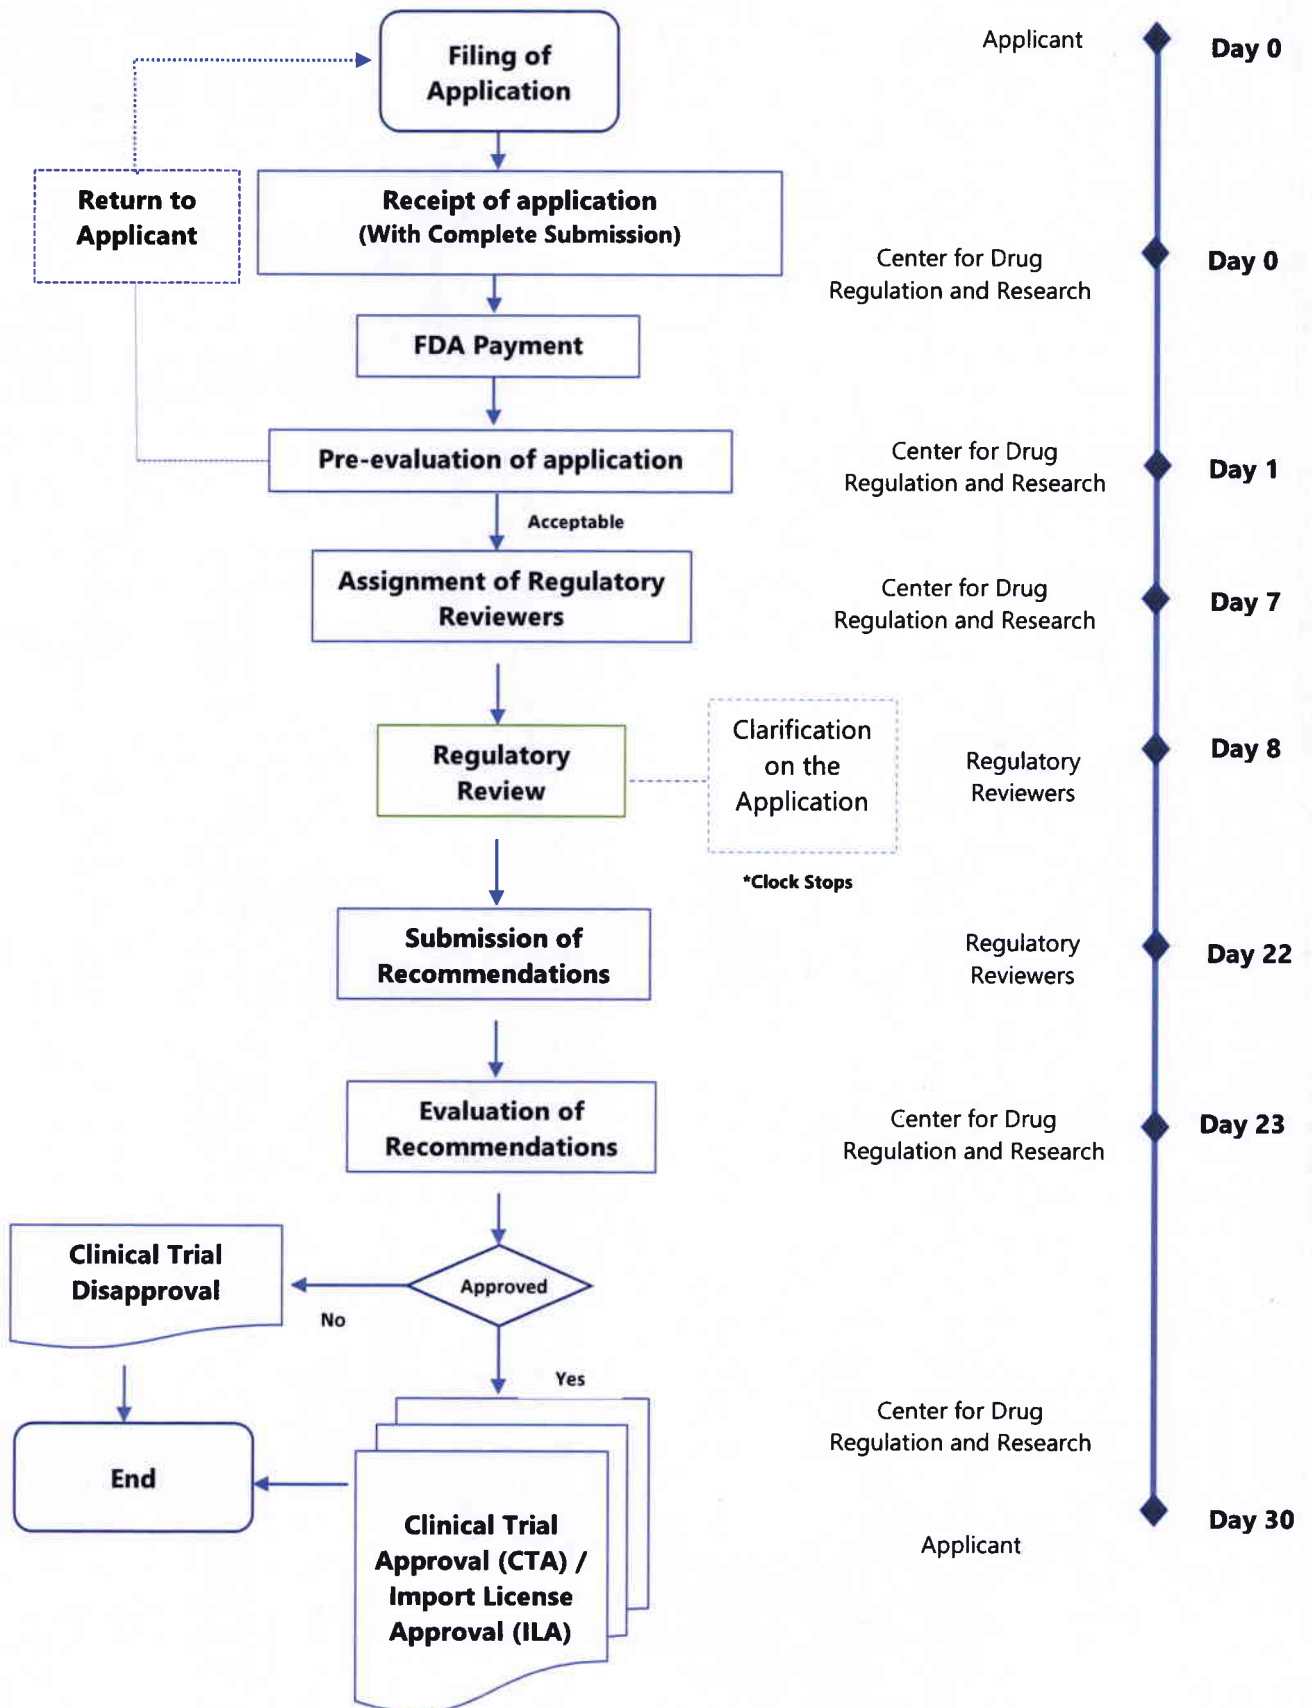 Filing of
Application
Applicant
Day 0
Return to
Applicant
Receipt of application
(With Complete Submission)
Center for Drug
Regulation and Research
Day 0
FDA Payment
Pre-evaluation of application
Center for Drug
Regulation and Research
Day 1
Acceptable
Assignment of Regulatory
Reviewers
Center for Drug
Regulation and Research
Day 7
Regulatory
Review
Clarification
on the
Application
*Clock Stops
Regulatory
Reviewers
Day 8
Submission of
Recommendations
Regulatory
Reviewers
Day 22
Evaluation of
Recommendations
Center for Drug
Regulation and Research
Day 23
Clinical Trial
Disapproval
No
Approved
Yes
End
Clinical Trial
Approval (CTA) /
Import License
Approval (ILA)
Center for Drug
Regulation and Research
Applicant
Day 30